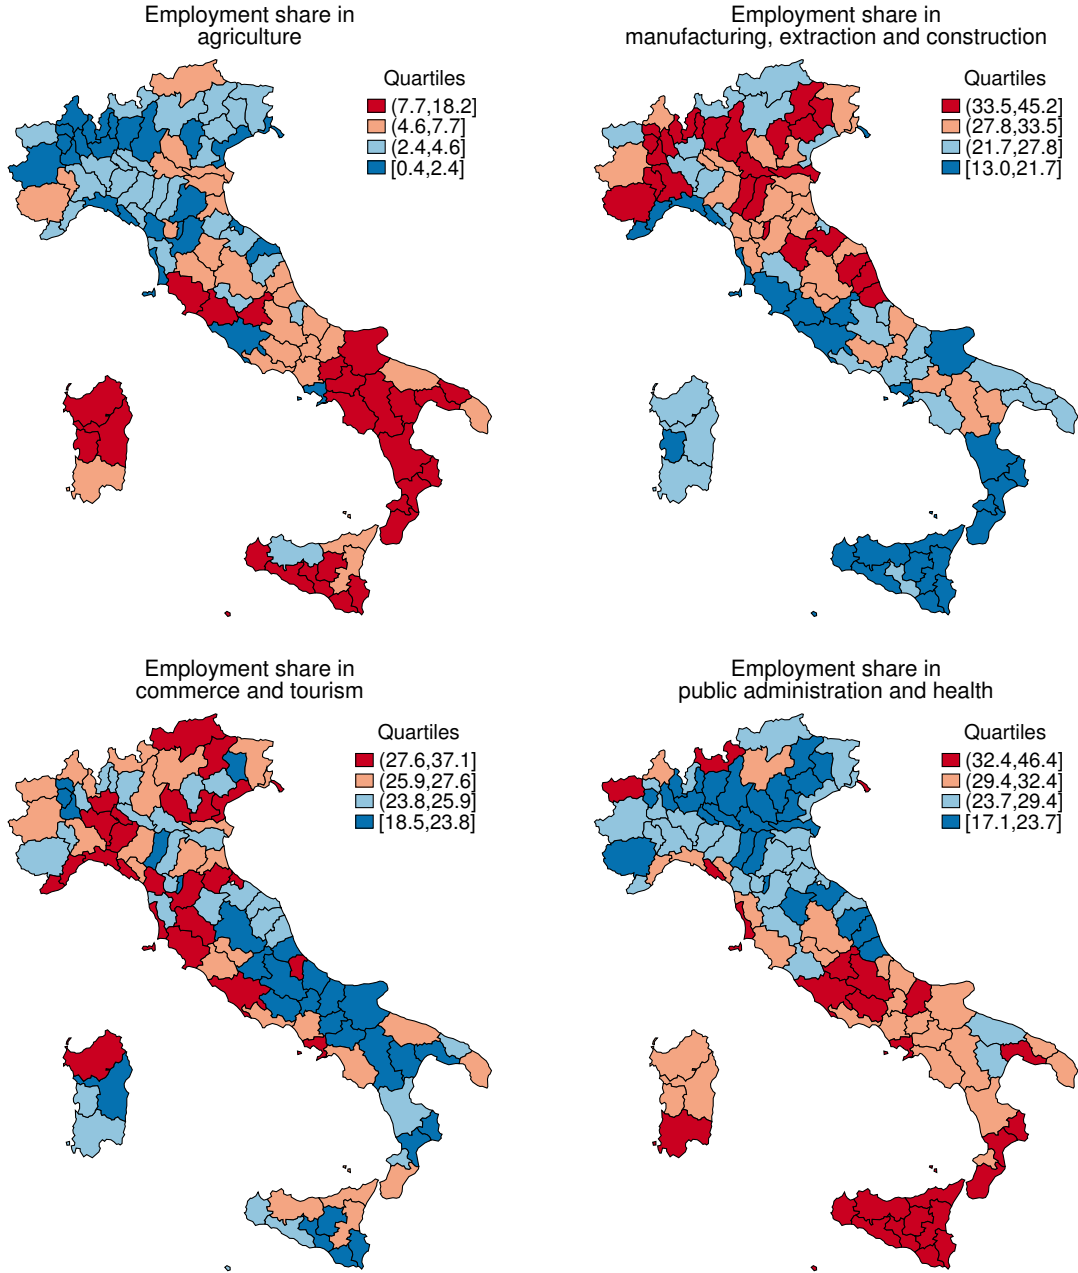 Employment share in
agriculture
Quartiles
(7.7,18.2]
(4.6,7.7]
(2.4,4.6]
[0.4,2.4]
Employment share in
manufacturing, extraction and construction
Quartiles
(33.5,45.2]
(27.8,33.5]
(21.7,27.8]
[13.0,21.7]
Employment share in
commerce and tourism
Quartiles
(27.6,37.1]
(25.9,27.6]
(23.8,25.9]
[18.5,23.8]
Employment share in
public administration and health
Quartiles
(32.4,46.4]
(29.4,32.4]
(23.7,29.4]
[17.1,23.7]